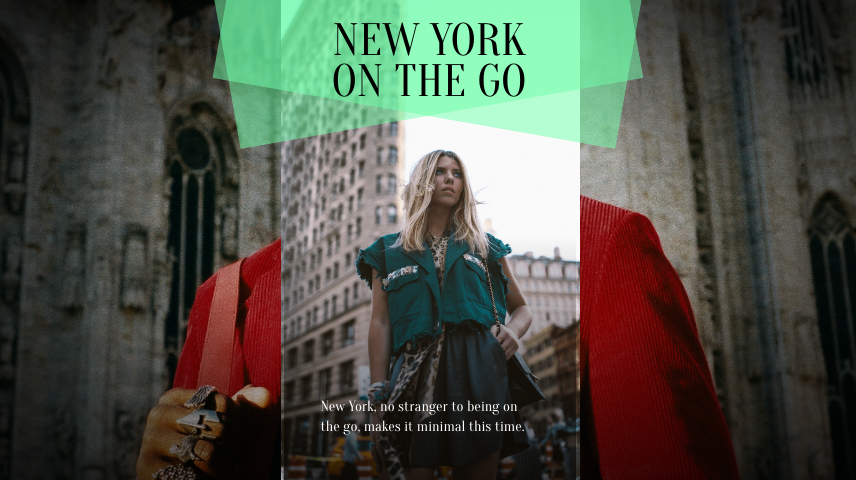 NEW YORK
ON THE GO
New York, no stranger to being on
the go, makes it minimal this time.